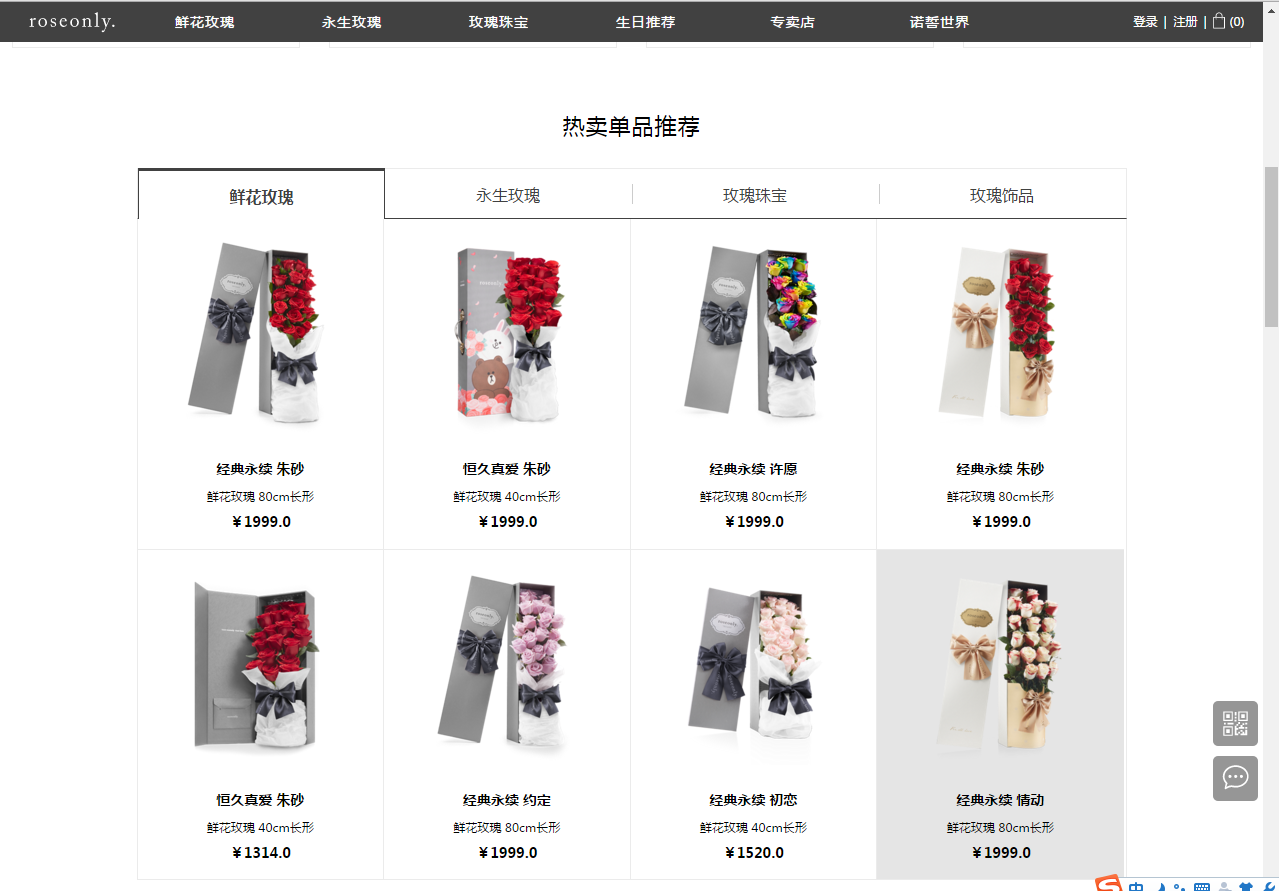 roseonly. 鲜花玫瑰 永生玫瑰 玫瑰珠宝 生日推荐 专卖店 诺誓世界 登录 | 注册 | (0)
热卖单品推荐
鲜花玫瑰 永生玫瑰 玫瑰珠宝 玫瑰饰品
经典永续 朱砂 恒久真爱 朱砂 经典永续 许愿 经典永续 朱砂
鲜花玫瑰 80cm长形 鲜花玫瑰 40cm长形 鲜花玫瑰 80cm长形 鲜花玫瑰 80cm长形
￥1999.0 ￥1999.0 ￥1999.0 ￥1999.0
恒久真爱 朱砂 经典永续 约定 经典永续 初恋 经典永续 情动
鲜花玫瑰 40cm长形 鲜花玫瑰 80cm长形 鲜花玫瑰 40cm长形 鲜花玫瑰 80cm长形
￥1314.0 ￥1999.0 ￥1520.0 ￥1999.0
中